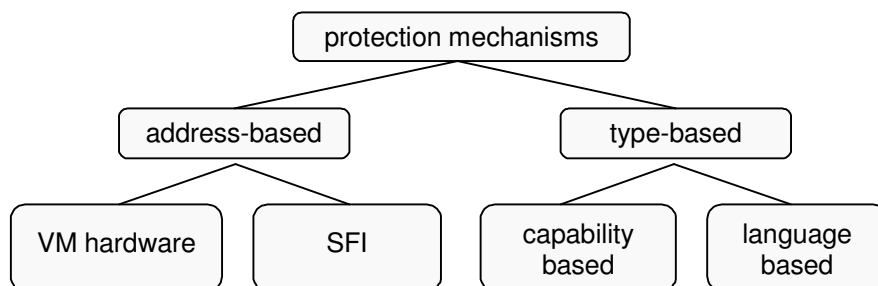 protection mechanisms
address-based
type-based
VM hardware
SFI
capability
based
language
based